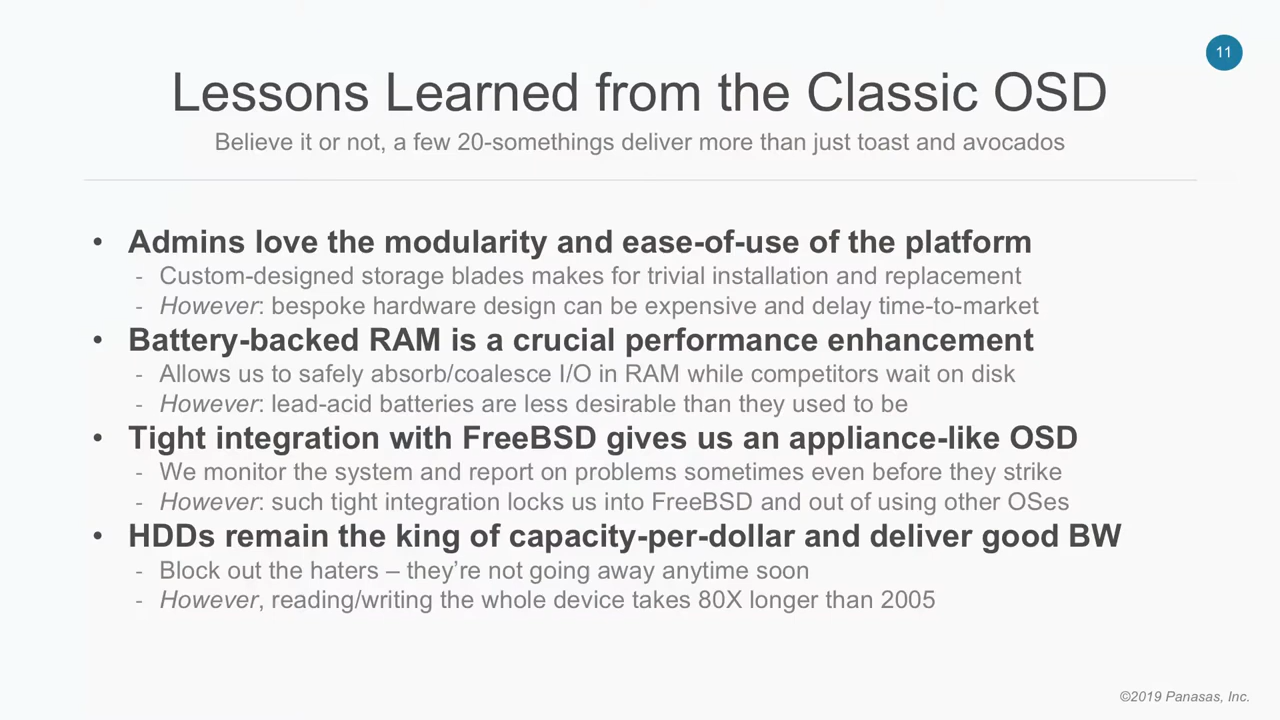 11
Lessons Learned from the Classic OSD
Believe it or not, a few 20-somethings deliver more than just toast and avocados
• Admins love the modularity and ease-of-use of the platform
- Custom-designed storage blades makes for trivial installation and replacement
- However: bespoke hardware design can be expensive and delay time-to-market
• Battery-backed RAM is a crucial performance enhancement
- Allows us to safely absorb/coalesce I/O in RAM while competitors wait on disk
- However: lead-acid batteries are less desirable than they used to be
• Tight integration with FreeBSD gives us an appliance-like OSD
- We monitor the system and report on problems sometimes even before they strike
- However: such tight integration locks us into FreeBSD and out of using other OSes
• HDDs remain the king of capacity-per-dollar and deliver good BW
- Block out the haters – they’re not going away anytime soon
- However, reading/writing the whole device takes 80X longer than 2005
©2019 Panasas, Inc.